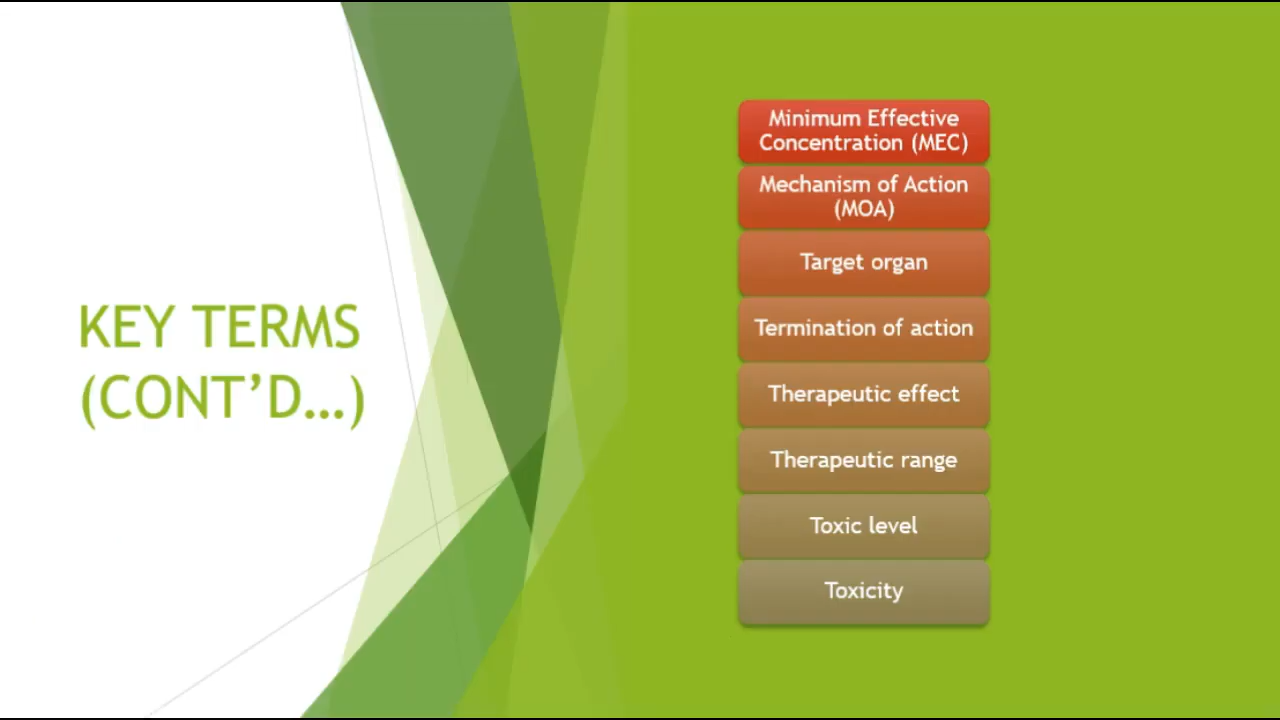 KEY TERMS
(CONT’D…)
Minimum Effective
Concentration (MEC)
Mechanism of Action
(MOA)
Target organ
Termination of action
Therapeutic effect
Therapeutic range
Toxic level
Toxicity